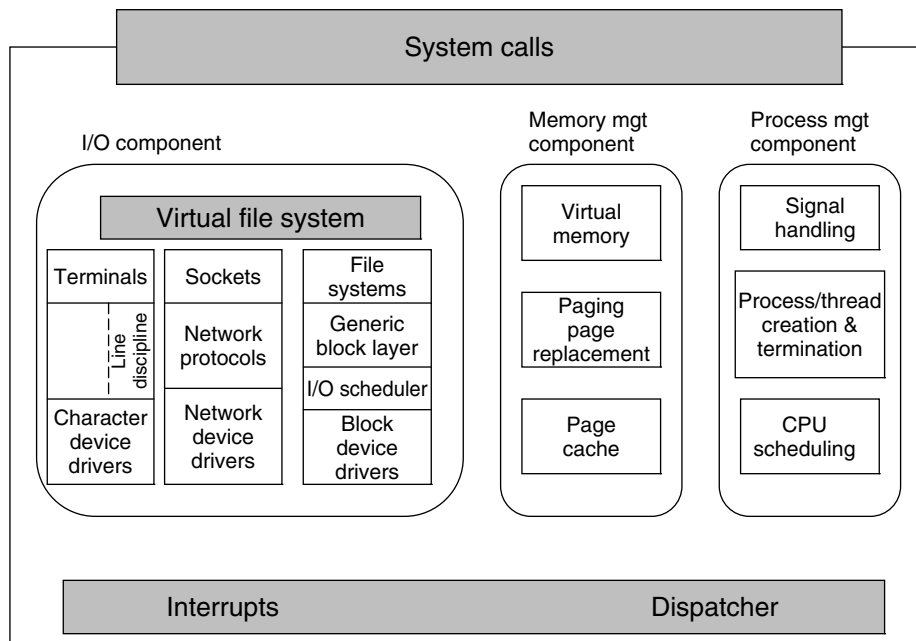 System calls
I/O component
Virtual file system
Terminals
Line
discipline
Character
device
drivers
Sockets
Network
protocols
Network
device
drivers
File
systems
Generic
block layer
I/O scheduler
Block
device
drivers
Memory mgt
component
Virtual
memory
Paging
page
replacement
Page
cache
Process mgt
component
Signal
handling
Process/thread
creation &
termination
CPU
scheduling
Interrupts
Dispatcher